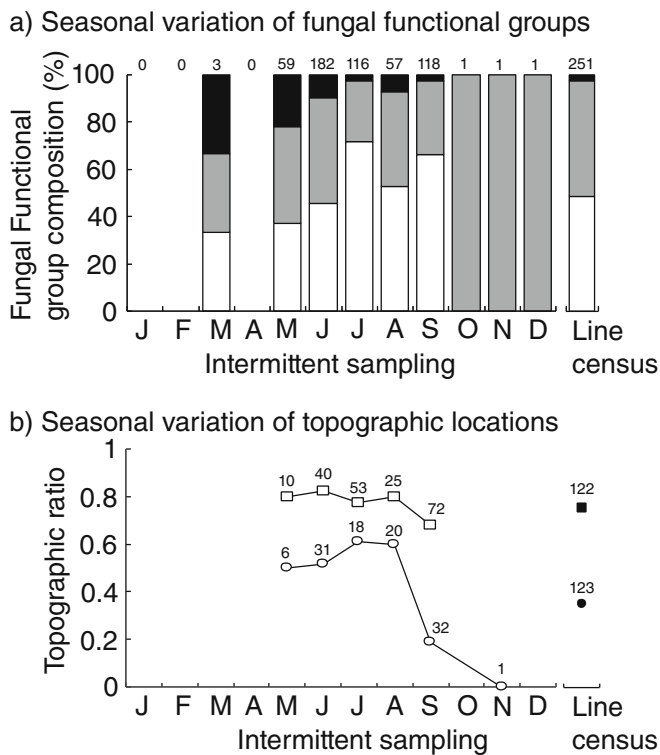 a) Seasonal variation of fungal functional groups
0 0 3 0 59 182 116 57 118 1 1 1 251
Fungal Functional
group composition (%)
100
80
60
40
20
0
J F M A M J J A S O N D Line
census
Intermittent sampling
b) Seasonal variation of topographic locations
Topographic ratio
1
0.8
0.6
0.4
0.2
0
10 40 53 25 72 122
6 31 18 20 32 1 123
J F M A M J J A S O N D Line
census
Intermittent sampling